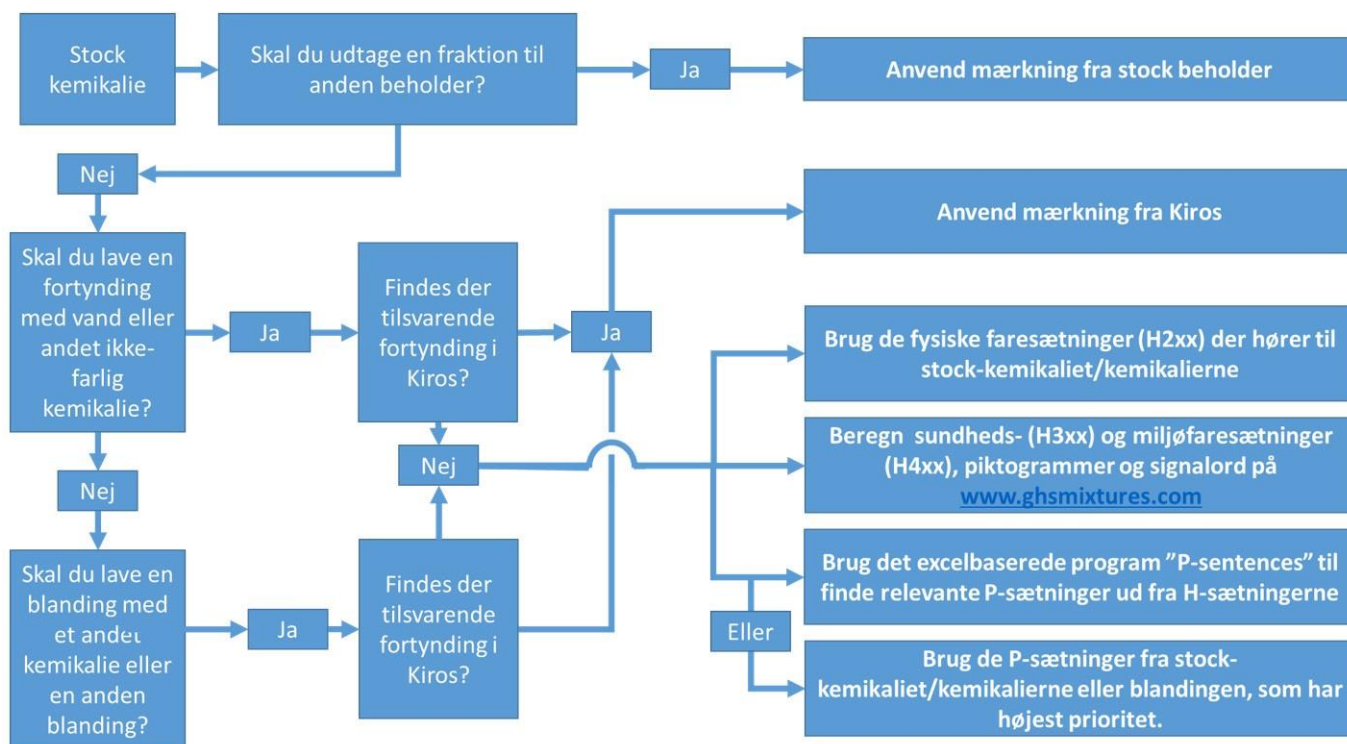 Stock
kemikalie
Skal du udtage en fraktion til
anden beholder?
Ja
Anvend mærkning fra stock beholder
Nej
Anvend mærkning fra Kiros
Skal du lave en
fortynding
med vand eller
andet ikke-
farlig
kemikalie?
Ja
Findes der
tilsvarende
fortynding i
Kiros?
Ja
Brug de fysiske faresætninger (H2xx) der hører til
stock-kemikaliet/kemikalierne
Nej
Beregn sundheds- (H3xx) og miljøfaresætninger
(H4xx), piktogrammer og signalord på
www.ghsmixtures.com
Nej
Skal du lave en
blanding med
et andet
kemikalie eller
en anden
blanding?
Ja
Findes der
tilsvarende
fortynding i
Kiros?
Brug det excelbaserede program ”P-sentences” til
finde relevante P-sætninger ud fra H-sætningerne
Eller
Brug de P-sætninger fra stock-
kemikaliet/kemikalierne eller blandingen, som har
højest prioritet.